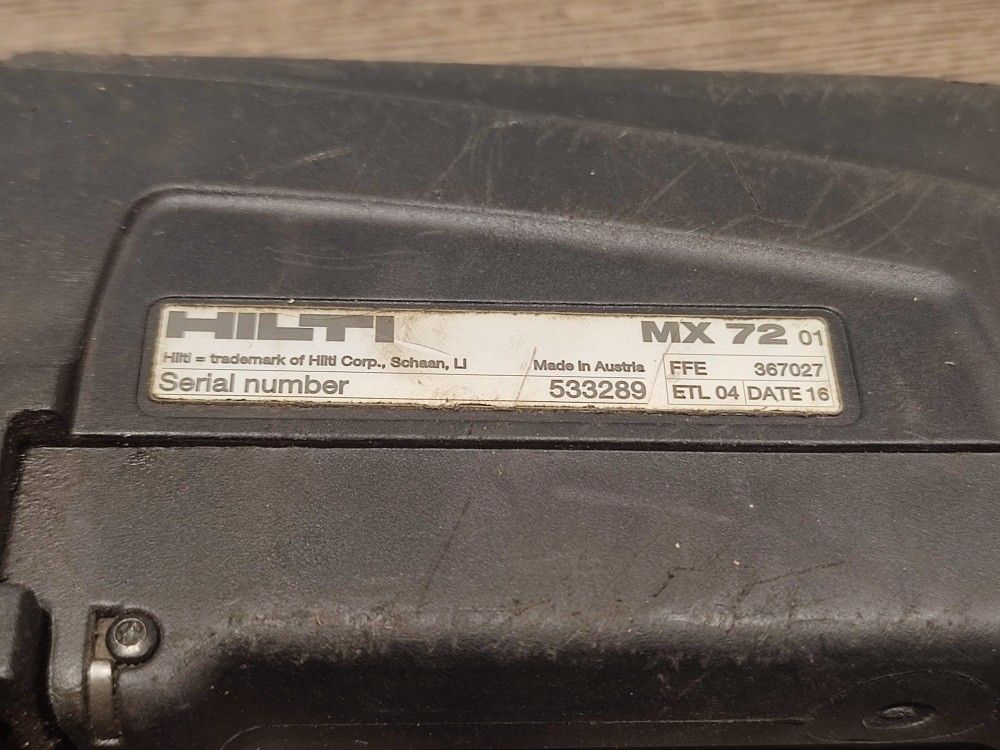 HILTI
MX 72 01
Hilti = trademark of Hilti Corp., Schaan, LI
Made in Austria
FFE 367027
Serial number 533289
ETL 04 DATE 16